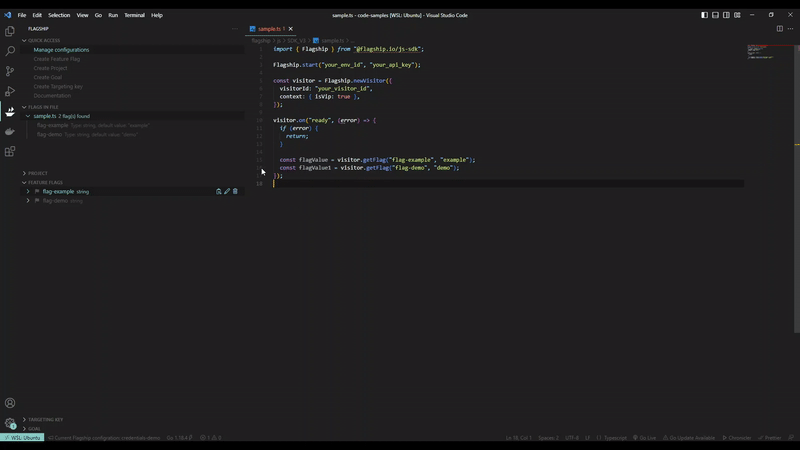 File Edit Selection View Go Run Terminal Help
sample.ts - code-samples [WSL: Ubuntu] - Visual Studio Code
FLAGSHIP
QUICK ACCESS
Manage configurations
Create Feature Flag
Create Project
Create Goal
Create Targeting key
Documentation
FLAGS IN FILE
sample.ts 2 flag(s) found
flag-example Type: string, default value: "example"
flag-demo Type: string, default value: "demo"
PROJECT
FEATURE FLAGS
flag-example string
flag-demo string
TARGETING KEY
GOAL
sample.ts 1
flagship > js > SDK_V3 > sample.ts > ...
1 import { Flagship } from "@flagship.io/js-sdk";
2
3 Flagship.start("your_env_id", "your_api_key");
4
5 const visitor = Flagship.newVisitor({
6 visitorId: "your_visitor_id",
7 context: { isVip: true },
8 });
9
10 visitor.on("ready", (error) => {
11 if (error) {
12 return;
13 }
14
15 const flagValue = visitor.getFlag("flag-example", "example");
const flagValue1 = visitor.getFlag("flag-demo", "demo");
17 });
18
WSL: Ubuntu
Current Flagship configuration: credentials-demo
Go 1.18.4
Ln 18, Col 1 Spaces: 2 UTF-8 LF {} Typescript Go Live Go Update Available Croissister Prettier